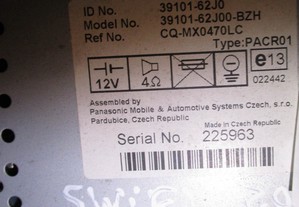 ID No. 39101-62J0
Model No. 39101-62J00-BZH
Ref No. CQ-MX0470LC
Type:PACR01
12V 4Ω e13
022442
Assembled by
Panasonic Mobile & Automotive Systems Czech, s.r.o.
Pardubice, Czech Republic
Made in Czech Republic
Serial No. 225963